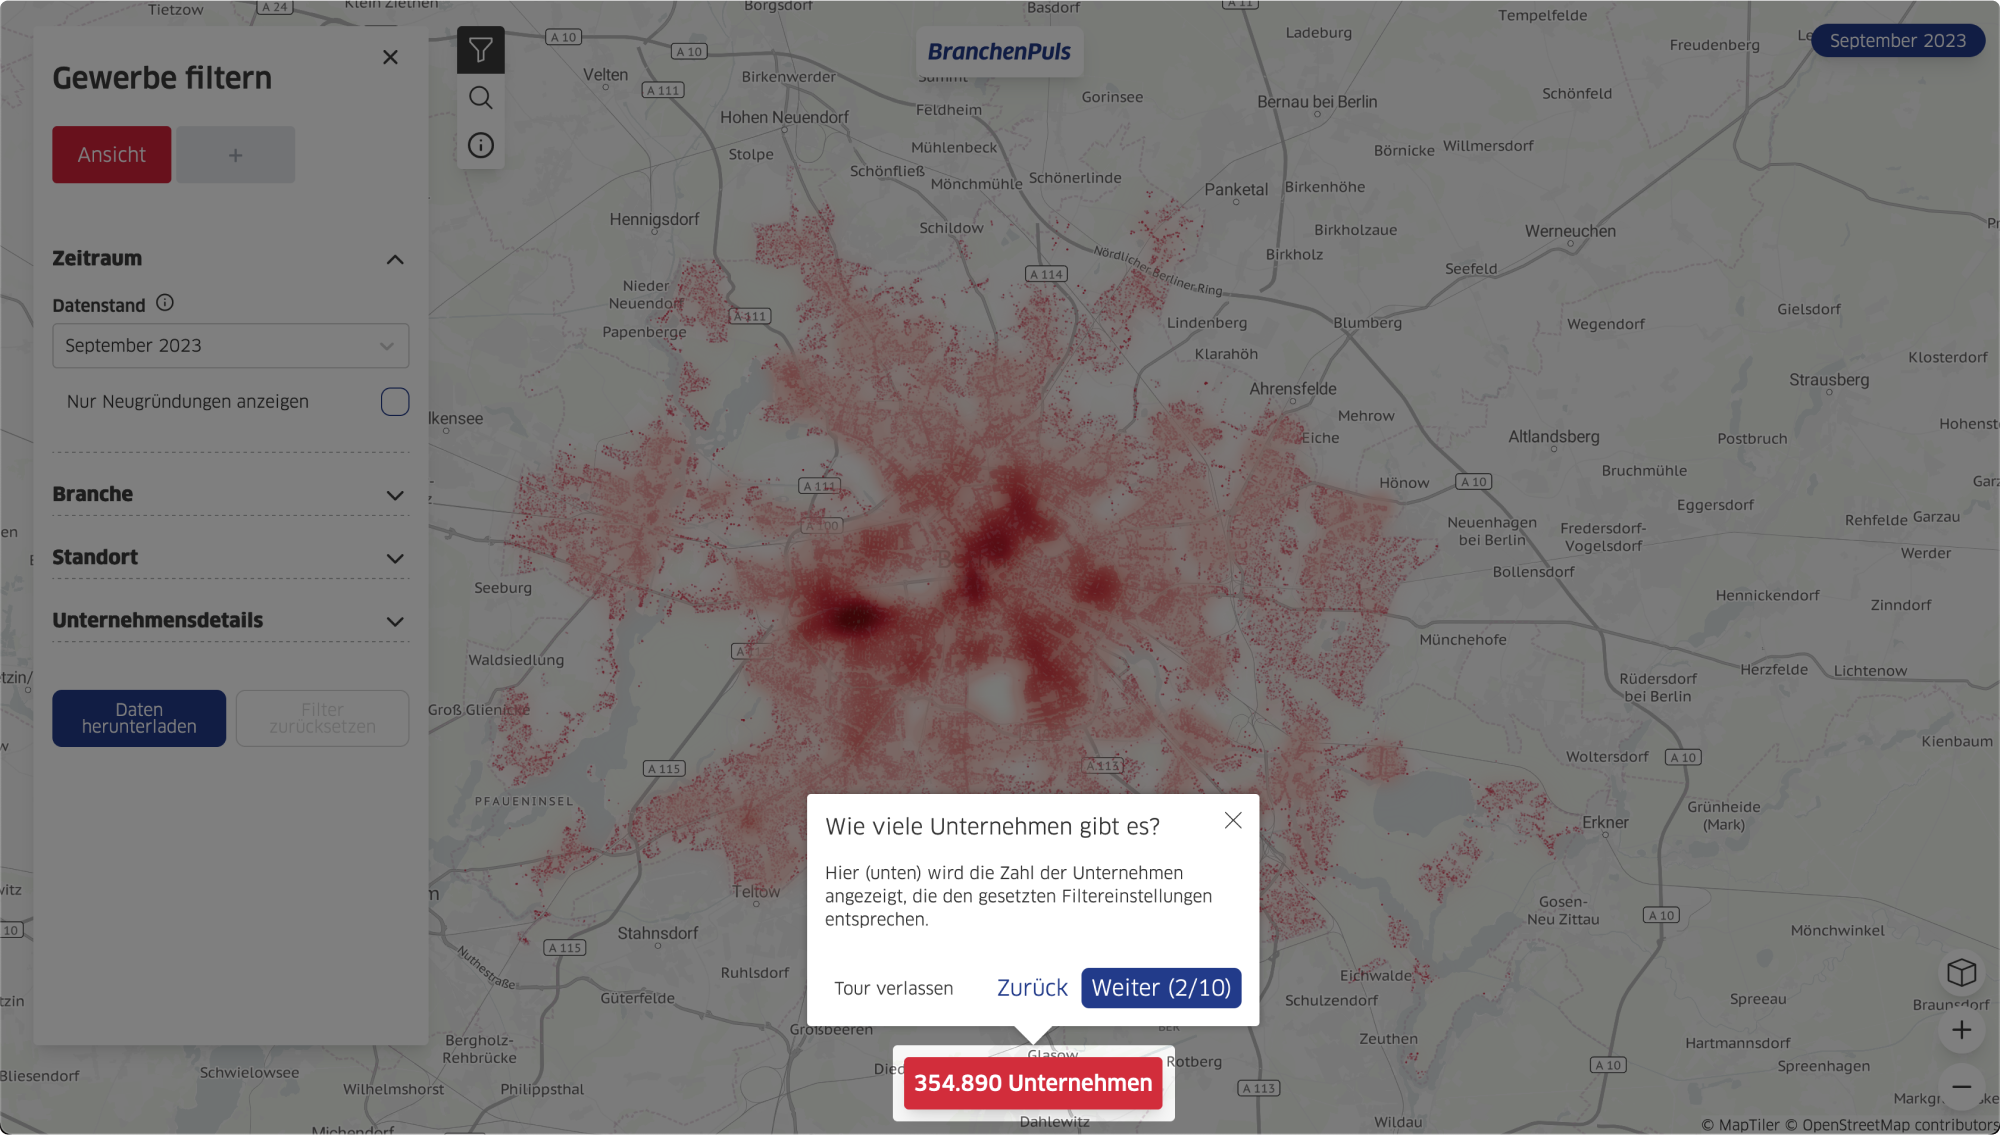 Gewerbe filtern
Ansicht
+
Zeitraum
Datenstand
September 2023
Nur Neugründungen anzeigen
Branche
Standort
Unternehmensdetails
Daten
herunterladen
Filter
zurücksetzen
BranchenPuls
September 2023
Tietzow
A 24
Klein Ziethen
Borgsdorf
Basdorf
A 11
Tempelfelde
Ladeburg
Freudenberg
A 10
A 10
Velten
A 111
Birkenwerder
Summt
Gorinsee
Bernau bei Berlin
Schönfeld
Hohen Neuendorf
Feldheim
Stolpe
Mühlenbeck
Börnicke
Willmersdorf
Schönfließ
Mönchmühle
Schönerlinde
Panketal
Birkenhöhe
Hennigsdorf
Schildow
Birkholzaue
Werneuchen
Birkholz
Nördlicher Berliner Ring
A 114
Seefeld
Nieder
Neuendorf
A 111
Papenberge
Lindenberg
Blumberg
Wegendorf
Gielsdorf
Klarahöh
Klosterdorf
Ahrensfelde
Strausberg
lkensee
Mehrow
Eiche
Altlandsberg
Postbruch
Hohenst
Bruchmühle
A 111
Hönow
A 10
Garz
Eggersdorf
A 100
Neuenhagen
bei Berlin
Fredersdorf-
Vogelsdorf
Rehfelde
Garzau
Werder
Seeburg
Bollensdorf
Hennickendorf
Zinndorf
Münchehofe
Waldsiedlung
Herzfelde
Lichtenow
Rüdersdorf
bei Berlin
Groß Glienicke
Kienbaum
A 115
A 113
Woltersdorf
A 10
PFAUENINSEL
Grünheide
(Mark)
Erkner
Teltow
Gosen-
Neu Zittau
A 10
Mönchwinkel
Stahnsdorf
A 115
Nuthestraße
Ruhlsdorf
Güterfelde
Eichwalde
Schulzendorf
Spreeau
Braunsdorf
Großbeeren
Zeuthen
Hartmannsdorf
Bergholz-
Rehbrücke
Glasow
Rotberg
A 10
Spreenhagen
Bliesendorf
Schwielowsee
Wilhelmshorst
Philippsthal
A 113
Michendorf
Dahlewitz
Wildau
Wie viele Unternehmen gibt es?
Hier (unten) wird die Zahl der Unternehmen
angezeigt, die den gesetzten Filtereinstellungen
entsprechen.
Tour verlassen
Zurück
Weiter (2/10)
354.890 Unternehmen
© MapTiler © OpenStreetMap contributors